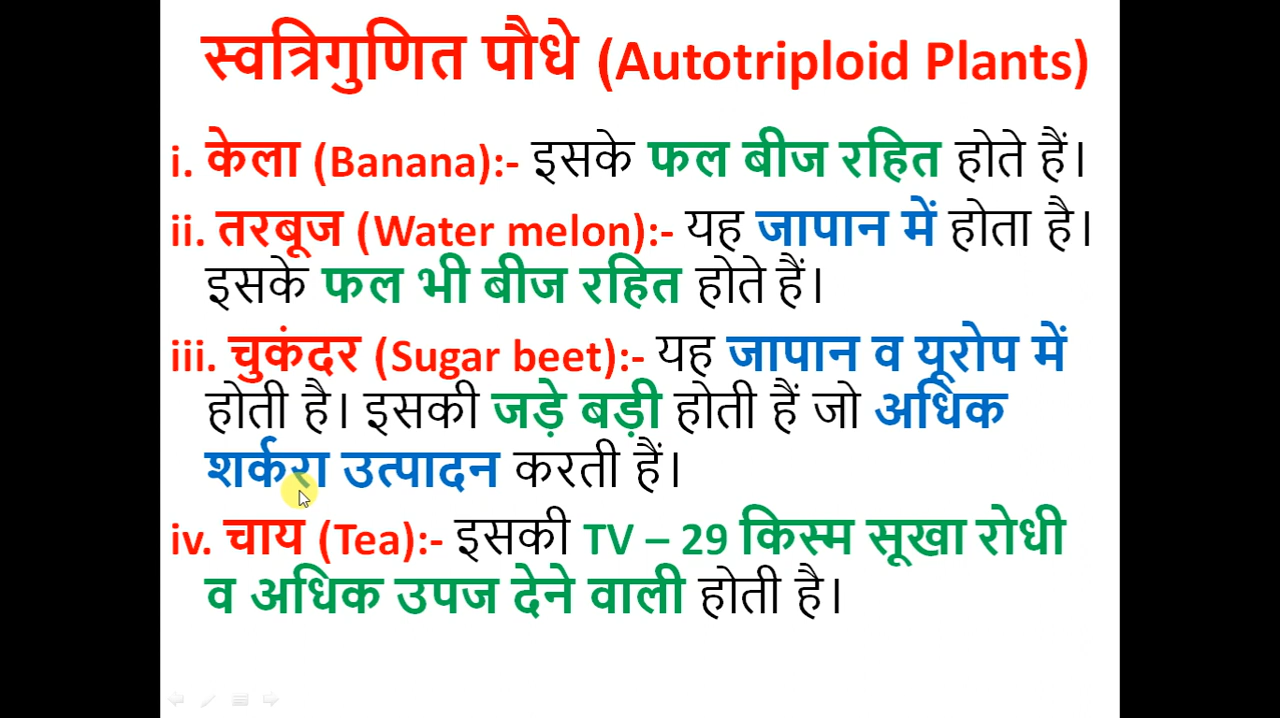 स्वत्रिगुणित पौधे (Autotriploid Plants)
i. केला (Banana):- इसके फल बीज रहित होते हैं।
ii. तरबूज (Water melon):- यह जापान में होता है।
इसके फल भी बीज रहित होते हैं।
iii. चुकंदर (Sugar beet):- यह जापान व यूरोप में
होती है। इसकी जड़े बड़ी होती हैं जो अधिक
शर्करा उत्पादन करती हैं।
iv. चाय (Tea):- इसकी TV – 29 किस्म सूखा रोधी
व अधिक उपज देने वाली होती है।